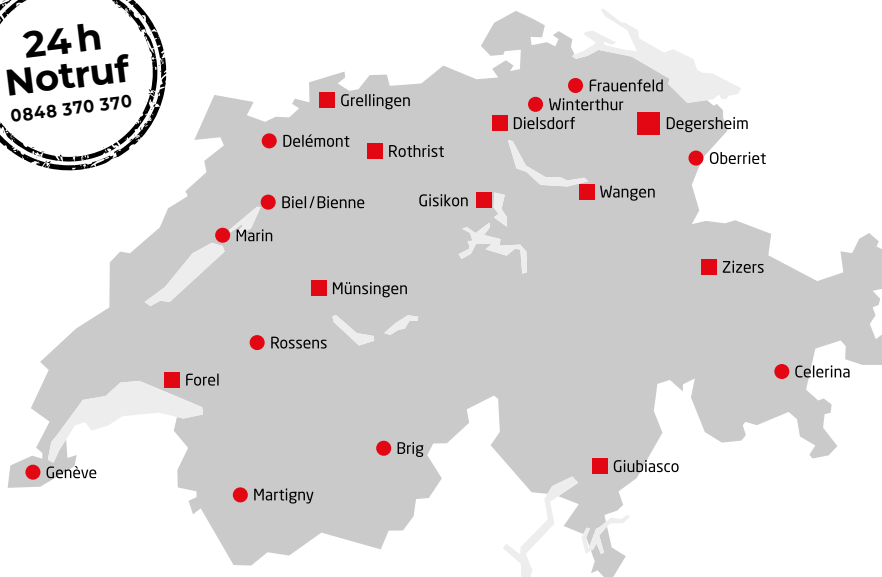 24 h
Notruf
0848 370 370
Frauenfeld
Grellingen
Winterthur
Dielsdorf
Degersheim
Delémont
Rothrist
Oberriet
Wangen
Gisikon
Biel/Bienne
Marin
Zizers
Münsingen
Rossens
Celerina
Forel
Brig
Giubiasco
Genève
Martigny